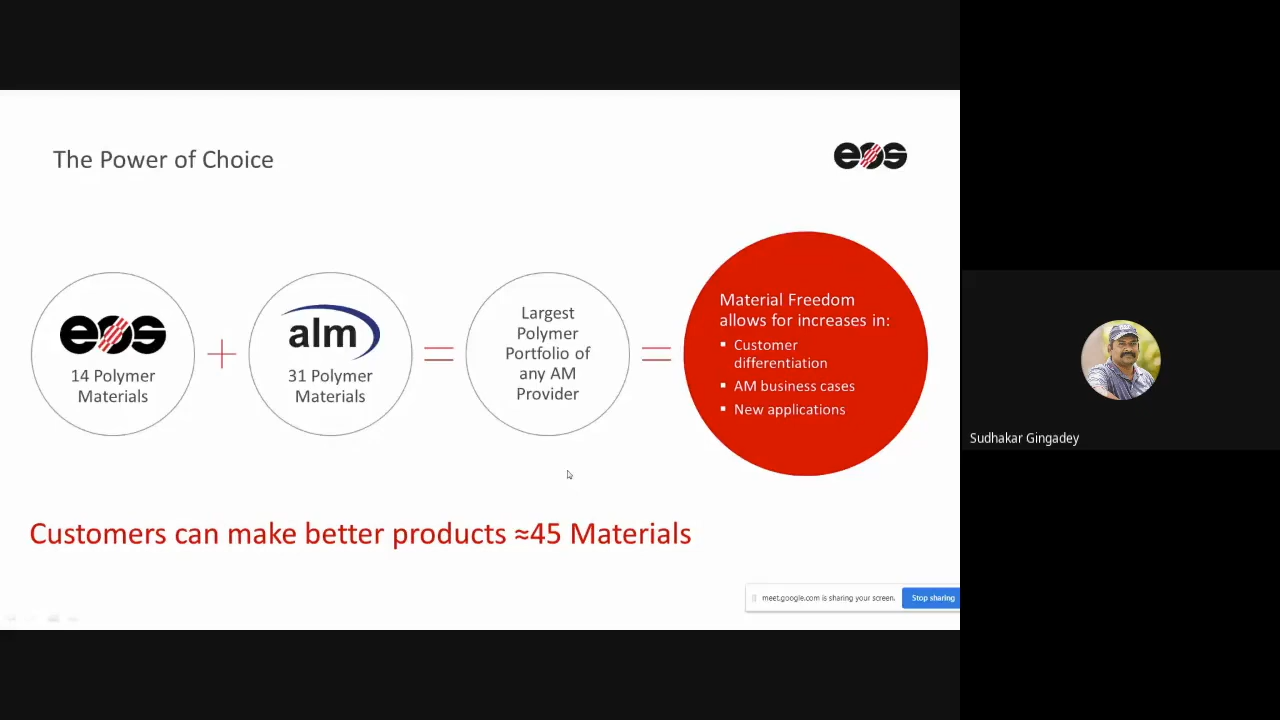 The Power of Choice
eos
eos
14 Polymer
Materials
+
alm
31 Polymer
Materials
=
Largest
Polymer
Portfolio of
any AM
Provider
=
Material Freedom
allows for increases in:
▪ Customer
differentiation
▪ AM business cases
▪ New applications
Customers can make better products ≈45 Materials
meet.google.com is sharing your screen.
Stop sharing
Sudhakar Gingadey